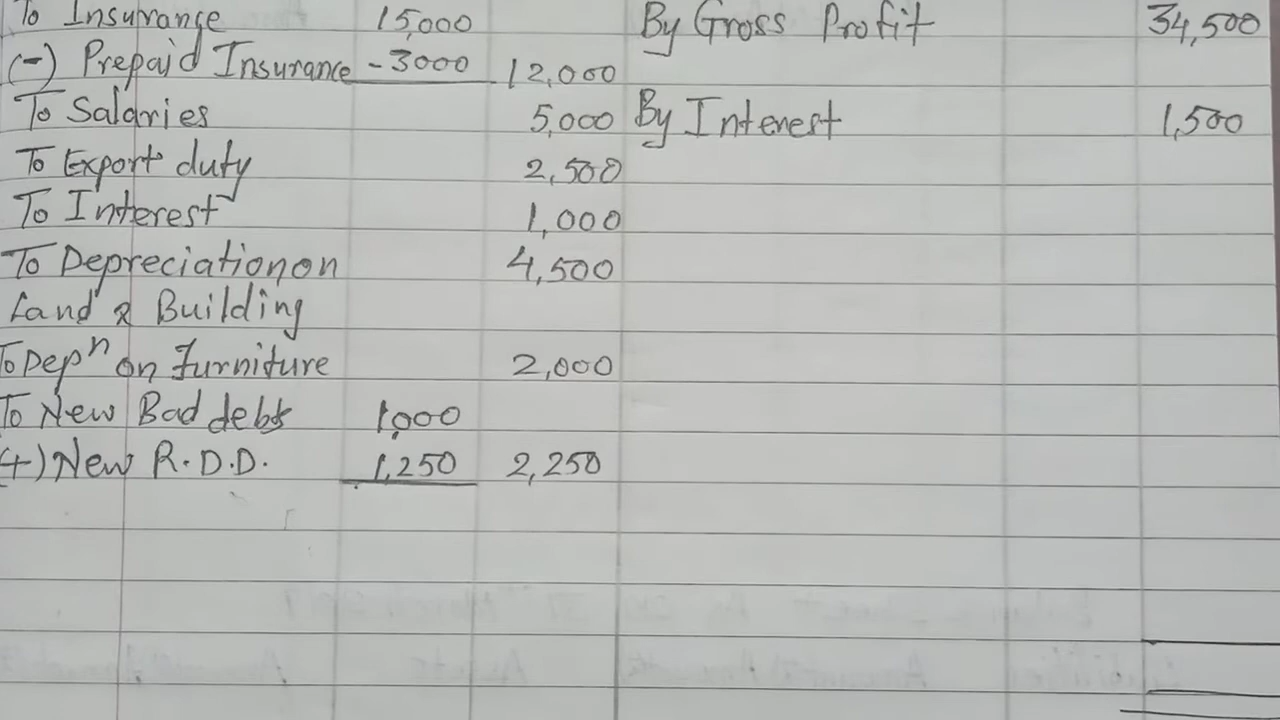 To Insurance 15,000 By Gross Profit 34,500
(-) Prepaid Insurance -3000 12,000
To Salaries 5,000 By Interest 1,500
To Export duty 2,500
To Interest 1,000
To Depreciation on 4,500
Land & Building
To Depn on Furniture 2,000
To New Bad debts 1,000
(+) New R.D.D. 1,250 2,250